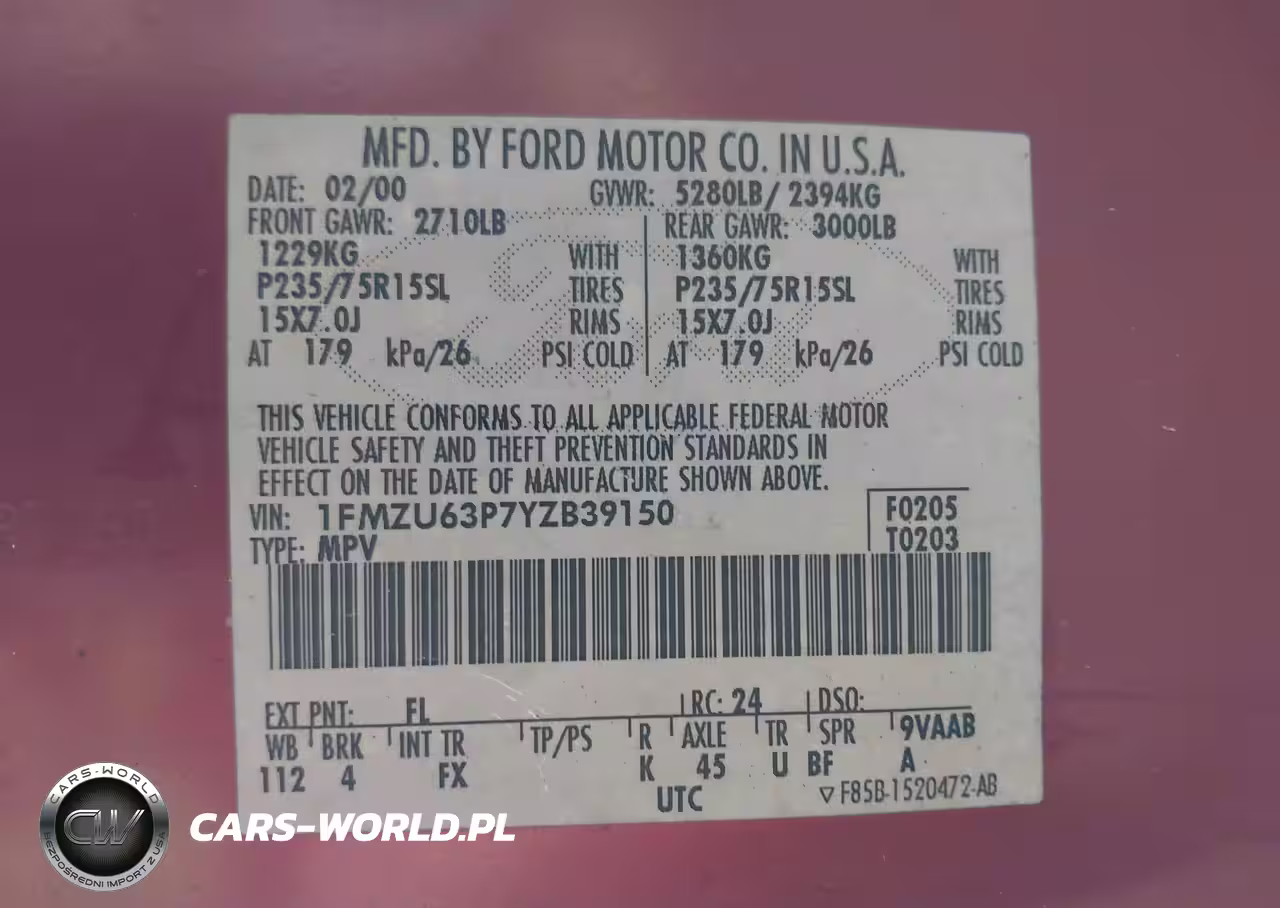 MFD. BY FORD MOTOR CO. IN U.S.A.
DATE: 02/00 GVWR: 5280LB/ 2394KG
FRONT GAWR: 2710LB REAR GAWR: 3000LB
1229KG WITH 1360KG WITH
P235/75R15SL TIRES P235/75R15SL TIRES
15X7.0J RIMS 15X7.0J RIMS
AT 179 kPa/26 PSI COLD AT 179 kPa/26 PSI COLD
THIS VEHICLE CONFORMS TO ALL APPLICABLE FEDERAL MOTOR
VEHICLE SAFETY AND THEFT PREVENTION STANDARDS IN
EFFECT ON THE DATE OF MANUFACTURE SHOWN ABOVE.
VIN: 1FMZU63P7YZB39150 F0205
TYPE: MPV T0203
EXT PNT: FL RC: 24 DSO:
WB BRK INT TR TP/PS R AXLE TR SPR 9VAAB
112 4 FX K 45 U BF A
UTC ▽ F85B-1520472-AB
CARS-WORLD
CW
BEZPOŚREDNI IMPORT Z USA
CARS-WORLD.PL